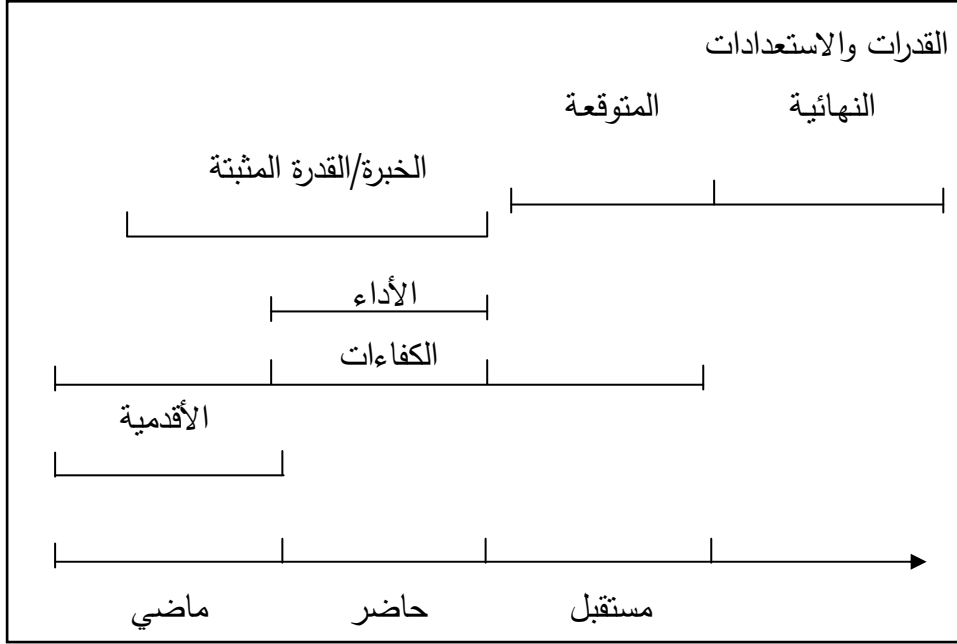 القدرات والاستعدادات
المتوقعة
النهائية
الخبرة/القدرة المثبتة
الأداء
الكفاءات
الأقدمية
ماضي
حاضر
مستقبل